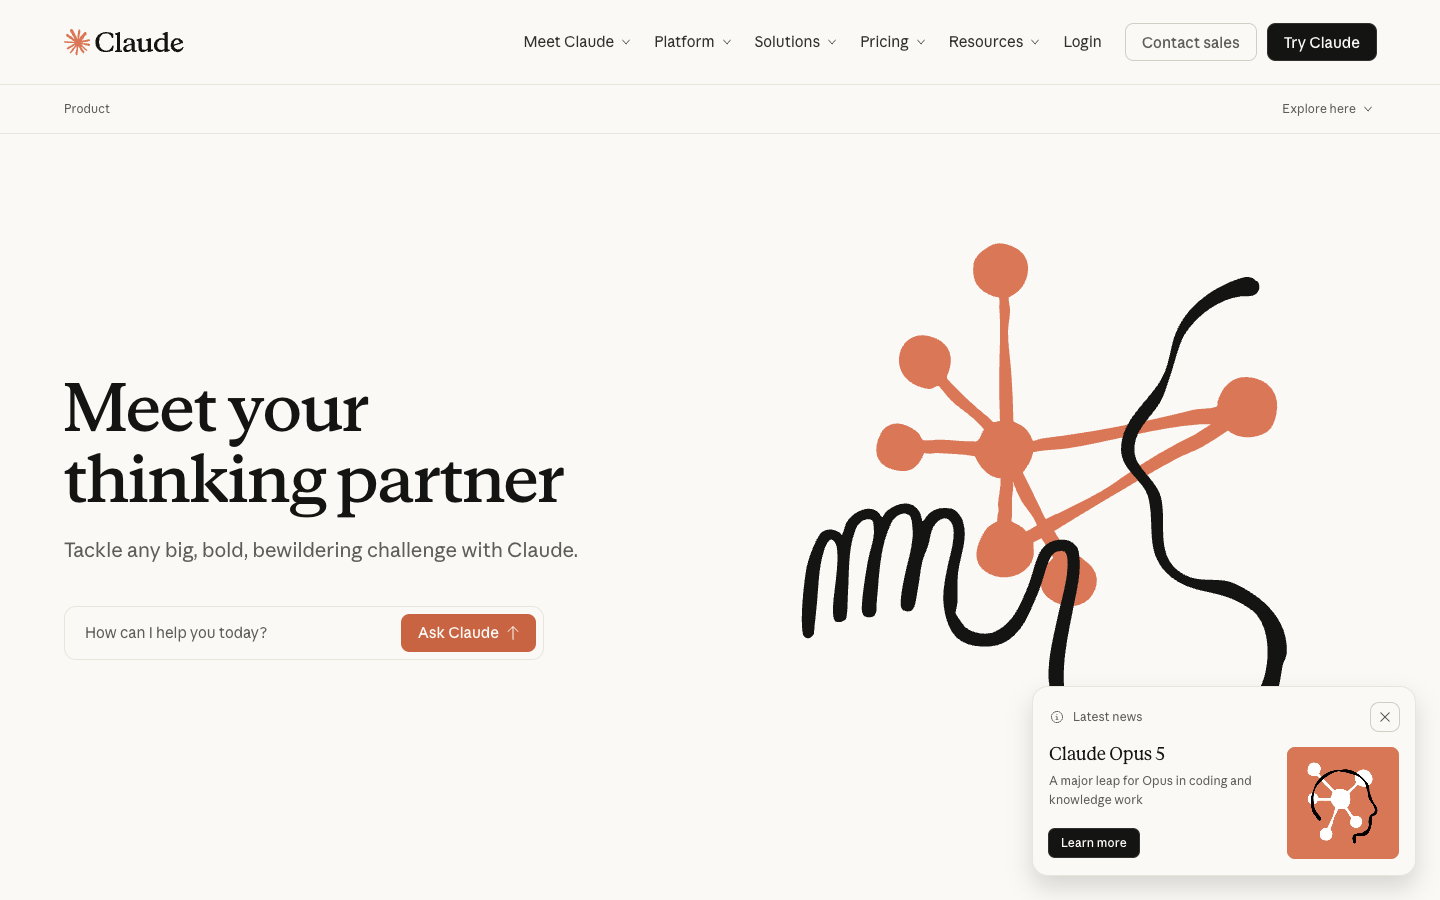 Claude
Meet Claude
Platform
Solutions
Pricing
Resources
Login
Contact sales
Try Claude
Product
Explore here
Meet your
thinking partner
Tackle any big, bold, bewildering challenge with Claude.
How can I help you today?
Ask Claude
Latest news
Claude Opus 5
A major leap for Opus in coding and
knowledge work
Learn more